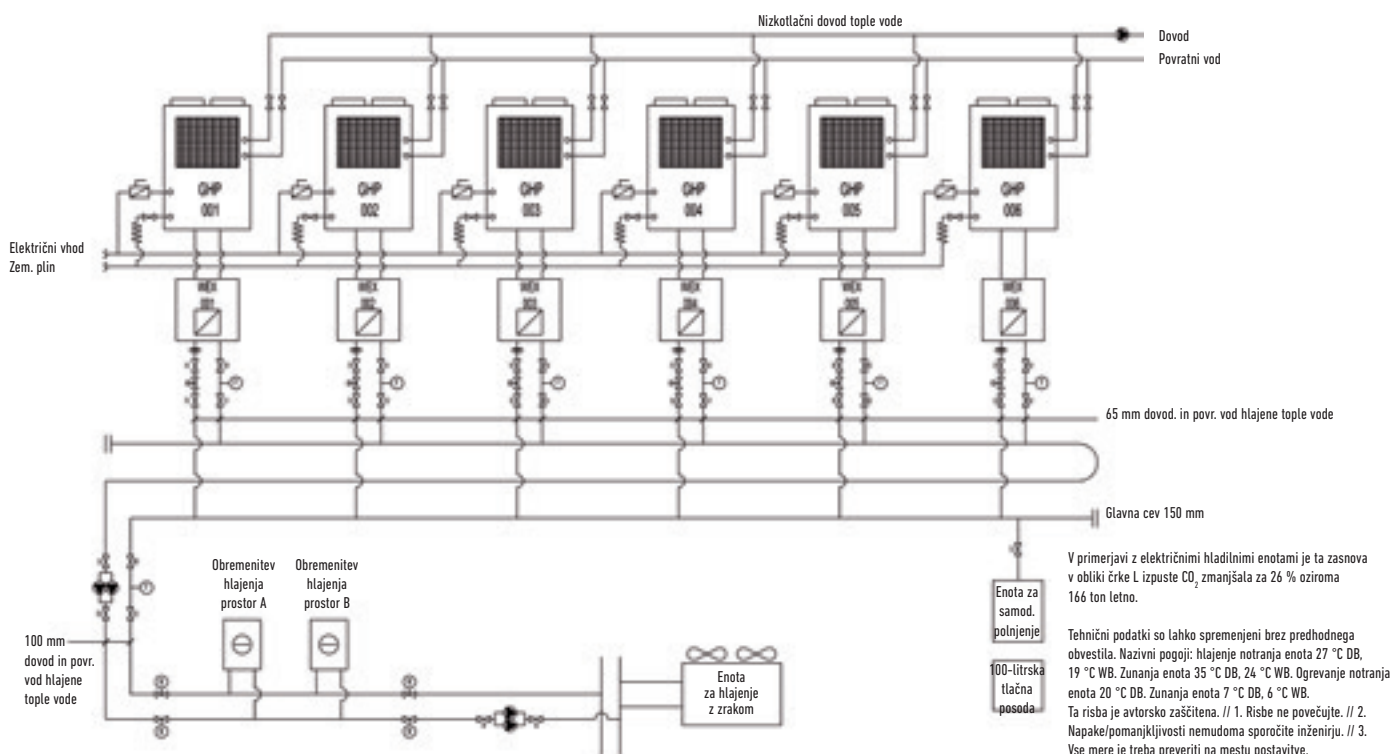 Nizkotlačni dovod tople vode
Dovod
Povratni vod
GHP
001
GHP
002
GHP
003
GHP
004
GHP
005
GHP
006
Električni vhod
Zem. plin
WEX
001
WEX
002
WEX
003
WEX
004
WEX
005
WEX
006
65 mm dovod. in povr. vod hlajene tople vode
Glavna cev 150 mm
Obremenitev
hlajenja
prostor A
Obremenitev
hlajenja
prostor B
100 mm
dovod in povr.
vod hlajene
tople vode
Enota
za hlajenje
z zrakom
Enota za
samod.
polnjenje
100-litrska
tlačna
posoda
V primerjavi z električnimi hladilnimi enotami je ta zasnova
v obliki črke L izpuste CO₂ zmanjšala za 26 % oziroma
166 ton letno.
Tehnični podatki so lahko spremenjeni brez predhodnega
obvestila. Nazivni pogoji: hlajenje notranja enota 27 °C DB,
19 °C WB. Zunanja enota 35 °C DB, 24 °C WB. Ogrevanje notranja
enota 20 °C DB. Zunanja enota 7 °C DB, 6 °C WB.
Ta risba je avtorsko zaščitena. // 1. Risbe ne povečujte. // 2.
Napake/pomanjkljivosti nemudoma sporočite inženirju. // 3.
Vse mere je treba preveriti na mestu postavitve.